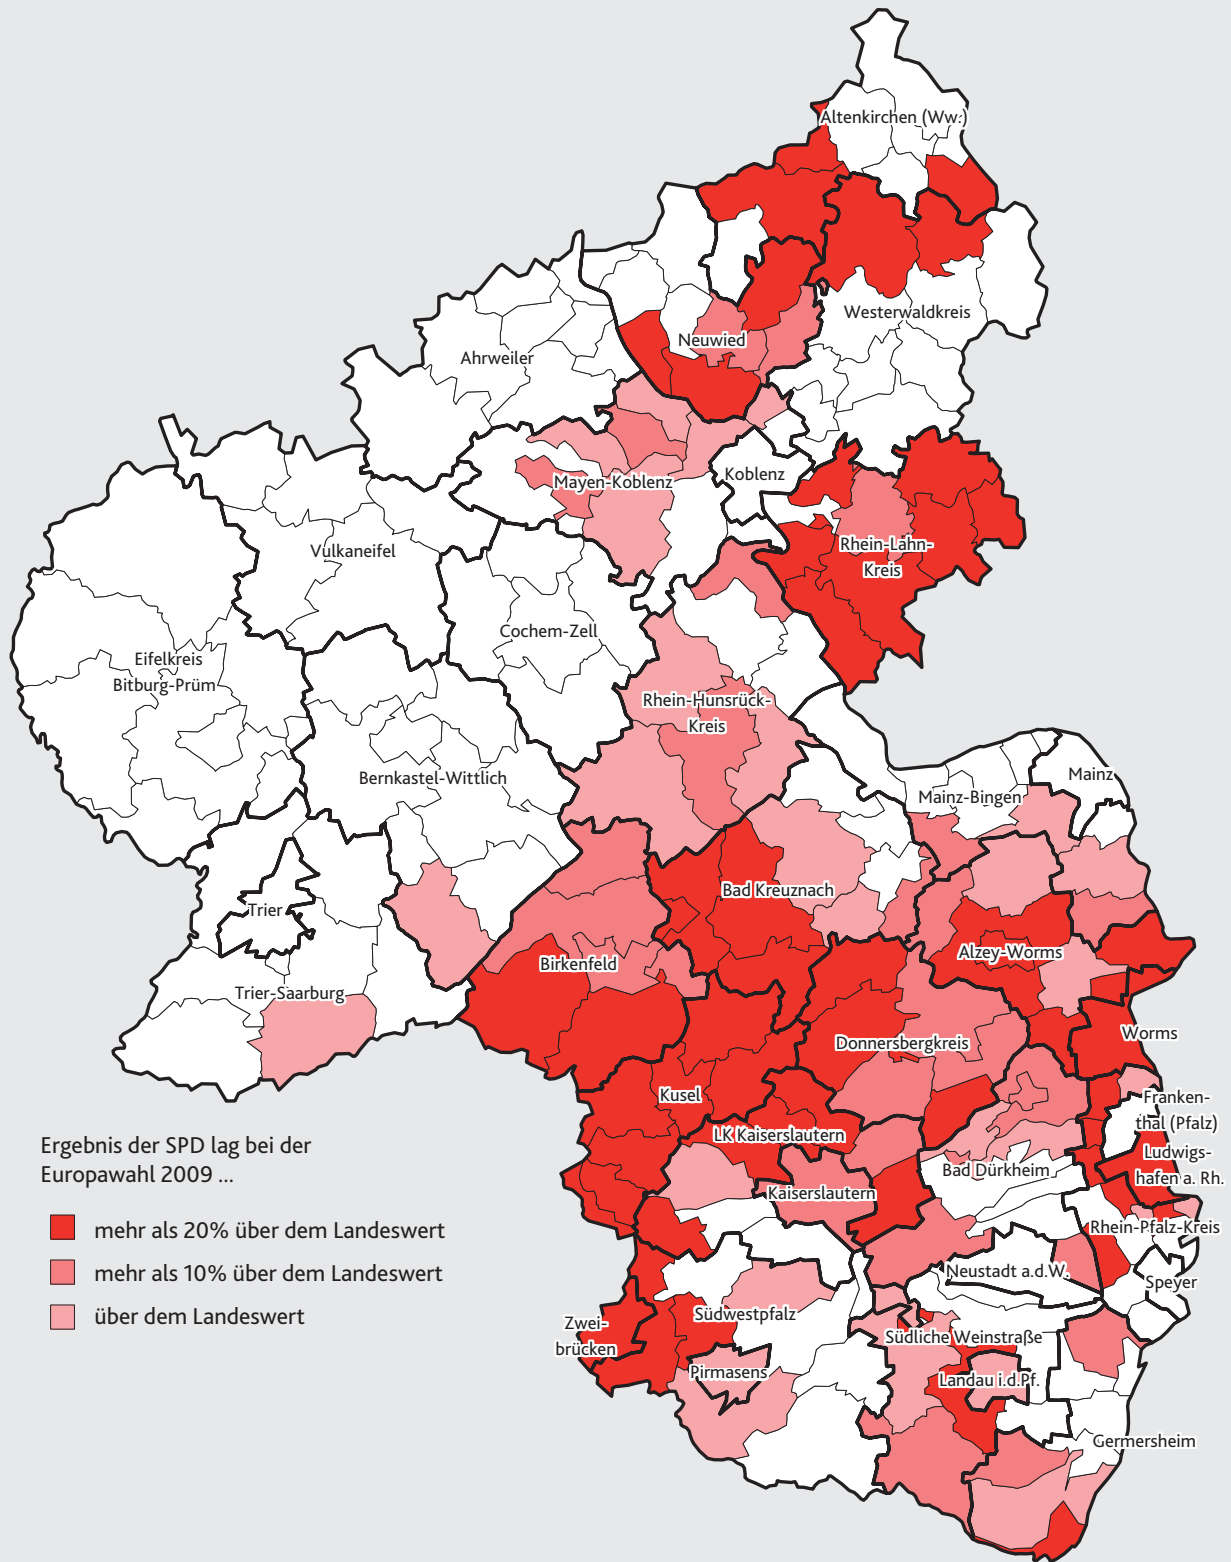 Altenkirchen (Ww.)
Westerwaldkreis
Neuwied
Ahrweiler
Mayen-Koblenz
Koblenz
Rhein-Lahn-
Kreis
Vulkaneifel
Cochem-Zell
Eifelkreis
Bitburg-Prüm
Rhein-Hunsrück-
Kreis
Bernkastel-Wittlich
Mainz
Mainz-Bingen
Bad Kreuznach
Trier
Alzey-Worms
Birkenfeld
Trier-Saarburg
Worms
Donnersbergkreis
Kusel
Franken-
thal (Pfalz)
LK Kaiserslautern
Ludwigs-
hafen a. Rh.
Bad Dürkheim
Kaiserslautern
Rhein-Pfalz-Kreis
Neustadt a.d.W.
Speyer
Südwestpfalz
Zwei-
brücken
Südliche Weinstraße
Pirmasens
Landau i.d.Pf.
Germersheim
Ergebnis der SPD lag bei der
Europawahl 2009 ...
mehr als 20% über dem Landeswert
mehr als 10% über dem Landeswert
über dem Landeswert